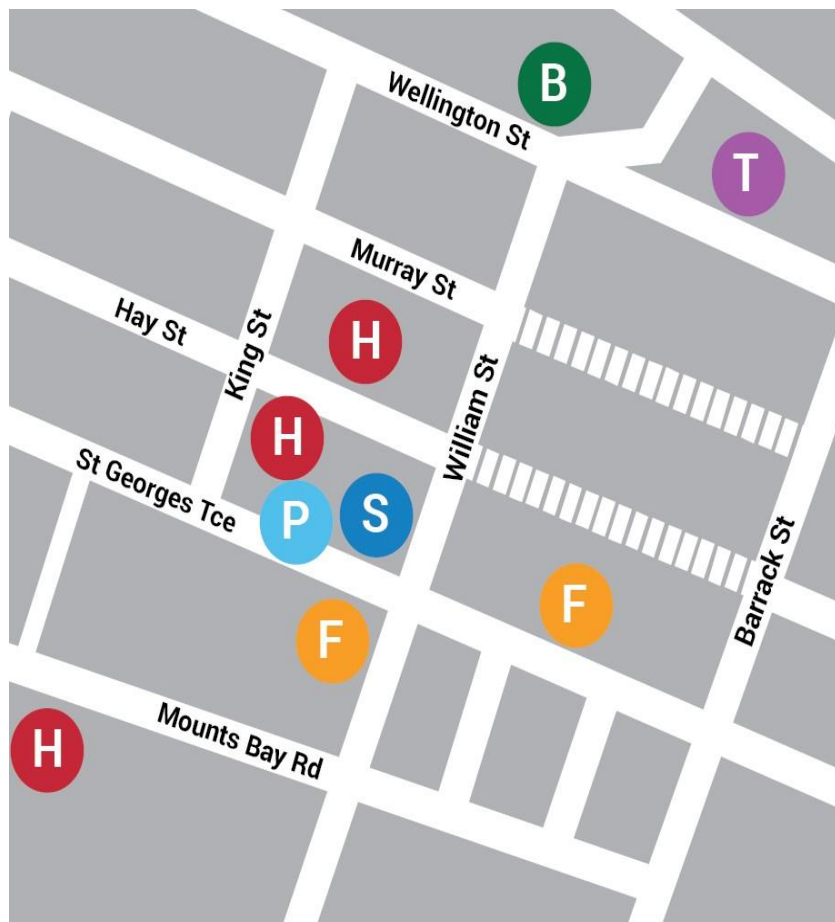 B
Wellington St
T
Murray St
Hay St
H
King St
H
William St
St Georges Tce
P
S
Barrack St
F
F
Mounts Bay Rd
H